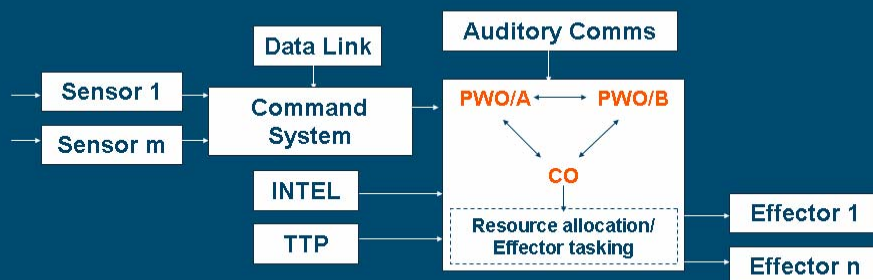 Data Link
Auditory Comms
Sensor 1
Sensor m
Command
System
PWO/A
PWO/B
CO
INTEL
TTP
Resource allocation/
Effector tasking
Effector 1
Effector n